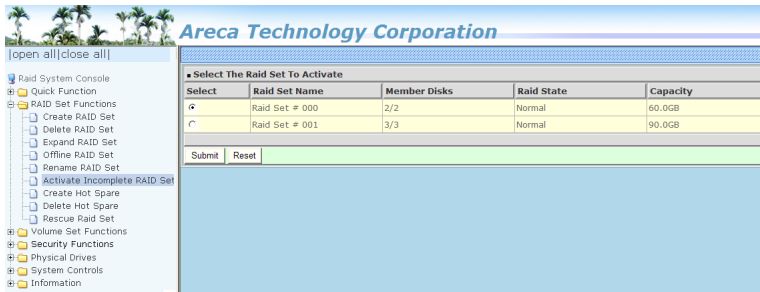 Areca Technology Corporation
|open all|close all|
Raid System Console
Quick Function
RAID Set Functions
Create RAID Set
Delete RAID Set
Expand RAID Set
Offline RAID Set
Rename RAID Set
Activate Incomplete RAID Set
Create Hot Spare
Delete Hot Spare
Rescue Raid Set
Volume Set Functions
Security Functions
Physical Drives
System Controls
Information
Select The Raid Set To Activate
Select Raid Set Name Member Disks Raid State Capacity
Raid Set # 000 2/2 Normal 60.0GB
Raid Set # 001 3/3 Normal 90.0GB
Submit Reset